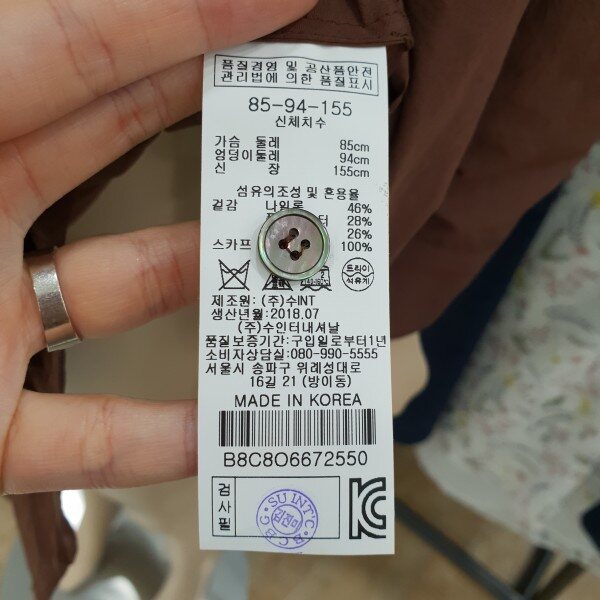 품질경영 및 공산품안전
관리법에 의한 품질표시
85-94-155
신체치수
가슴 둘레 85cm
엉덩이둘레 94cm
신 장 155cm
섬유의조성 및 혼용율
겉감 나일론 46%
터 28%
26%
스카프 100%
드라이
석유계
제조원: (주)수INT
생산년월:2018.07
(주)수인터내셔날
품질보증기간:구입일로부터1년
소비자상담실:080-990-5555
서울시 송파구 위례성대로
16길 21 (방이동)
MADE IN KOREA
B8C8O6672550
검사필
SU INT'C
B.C.B.G